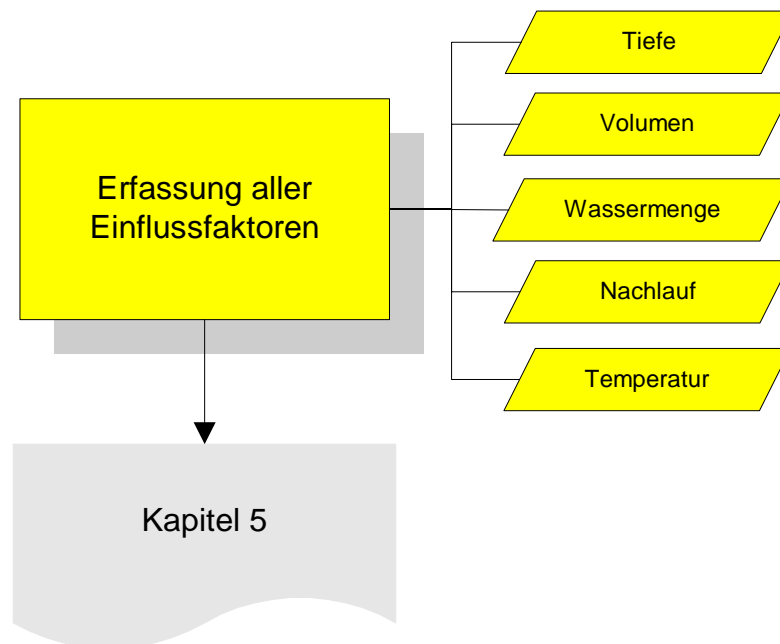 Erfassung aller
Einflussfaktoren
Tiefe
Volumen
Wassermenge
Nachlauf
Temperatur
Kapitel 5